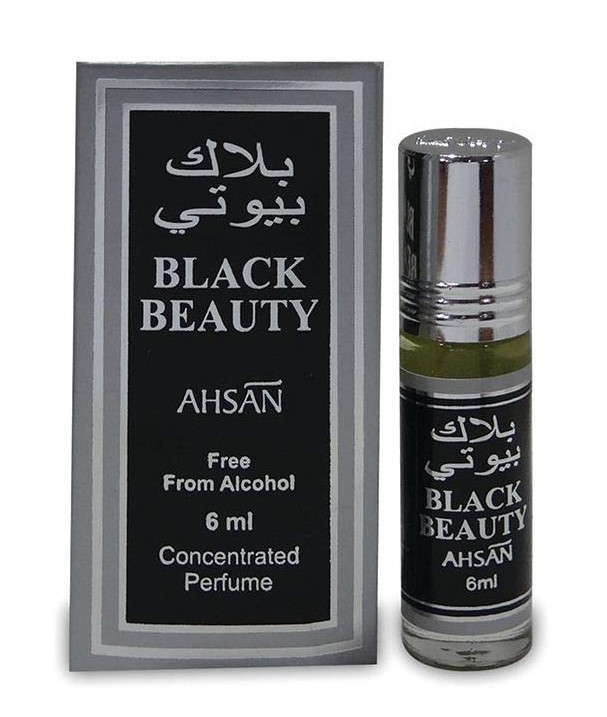 بلاك
بيوتي
BLACK
BEAUTY
AHSAN
Free
From Alcohol
6 ml
Concentrated
Perfume
بلاك
بيوتي
BLACK
BEAUTY
AHSAN
6ml